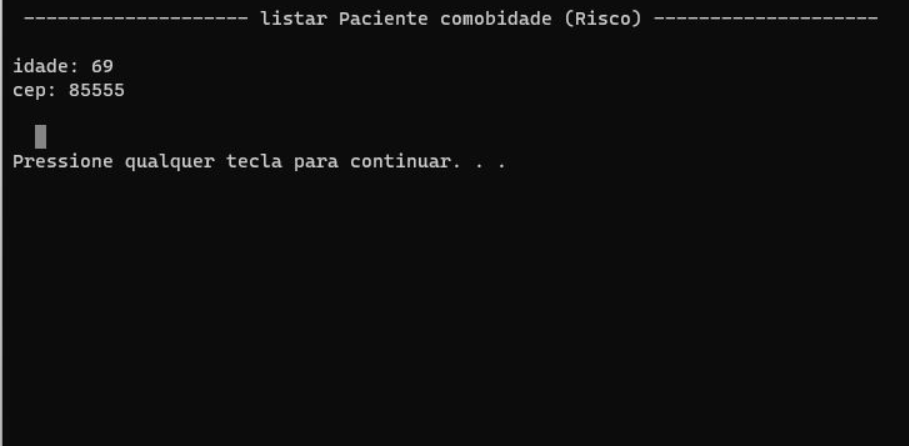 -------------------- listar Paciente comobidade (Risco) --------------------
idade: 69
cep: 85555
Pressione qualquer tecla para continuar. . .